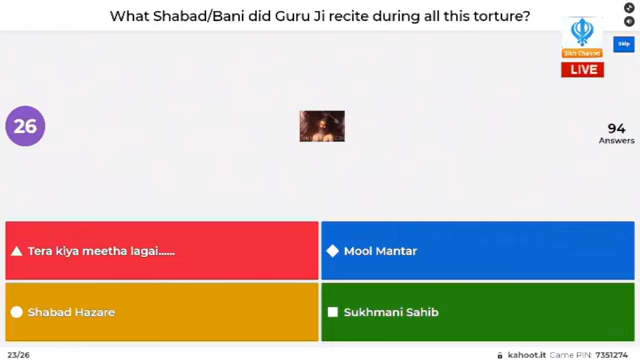 What Shabad/Bani did Guru Ji recite during all this torture?
Sikh Channel
LIVE
Skip
26
94
Answers
Tera kiya meetha lagai......
Mool Mantar
Shabad Hazare
Sukhmani Sahib
23/26
kahoot.it Game PIN: 7351274